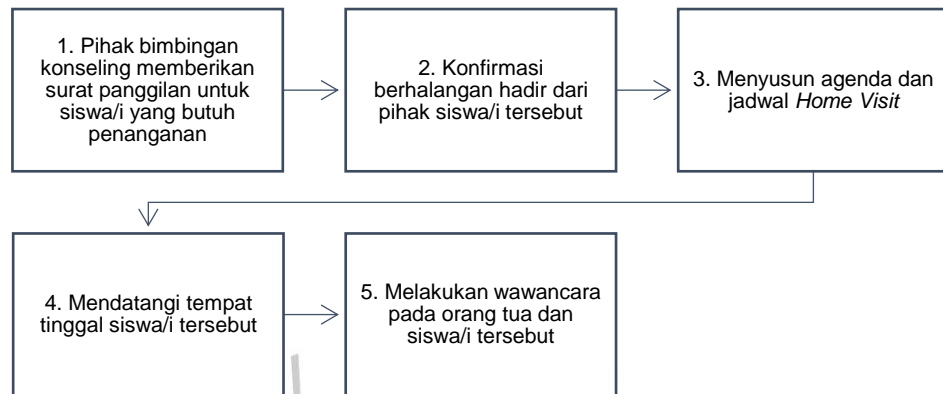 1. Pihak bimbingan
konseling memberikan
surat panggilan untuk
siswa/i yang butuh
penanganan
2. Konfirmasi
berhalangan hadir dari
pihak siswa/i tersebut
3. Menyusun agenda dan
jadwal Home Visit
4. Mendatangi tempat
tinggal siswa/i tersebut
5. Melakukan wawancara
pada orang tua dan
siswa/i tersebut